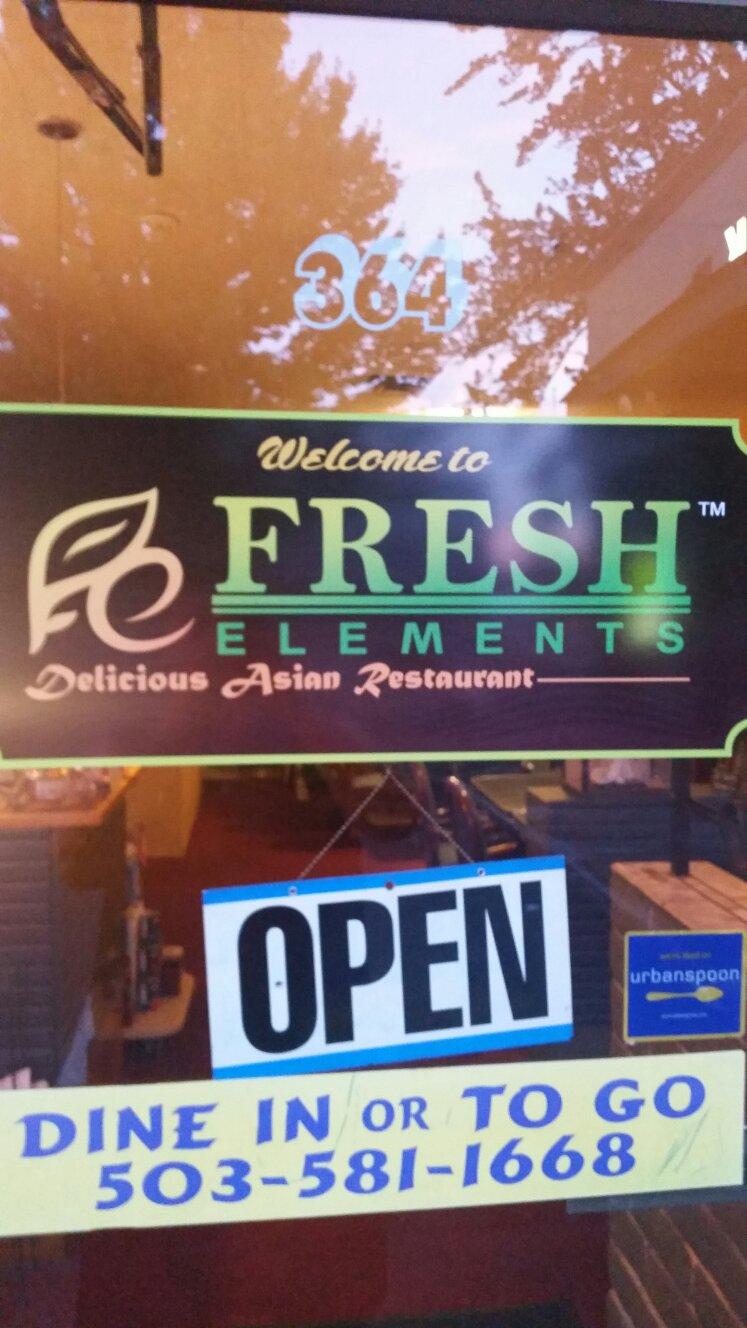 364
Welcome to
FRESH™
ELEMENTS
Delicious Asian Restaurant
OPEN
urbanspoon
DINE IN OR TO GO
503-581-1668